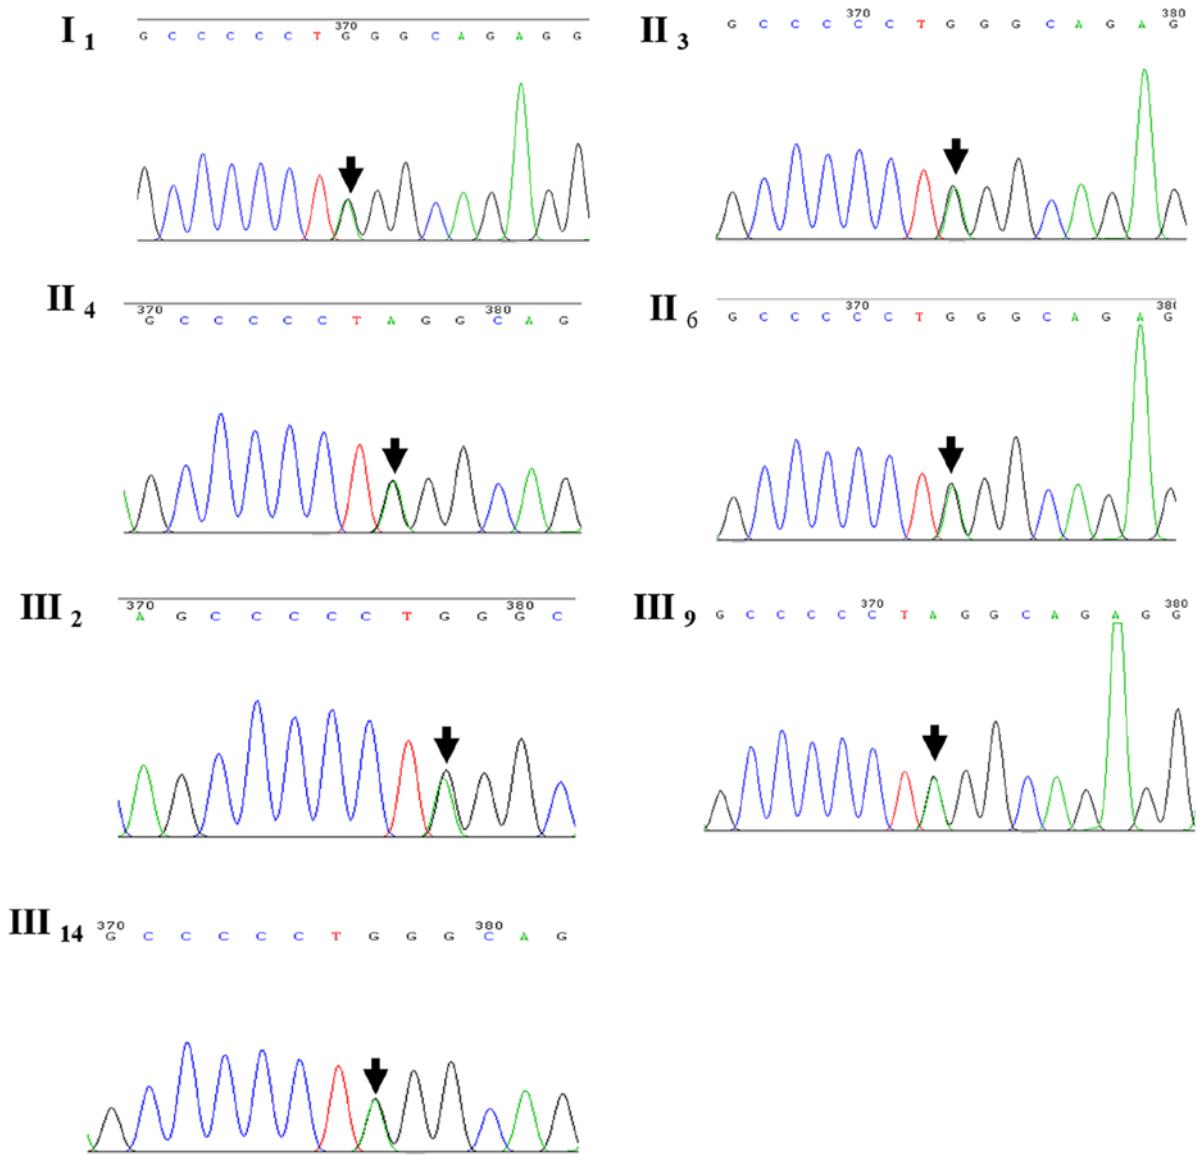 I 1
370
G C C C C C T G G G C A G A G G
II 3
370 380
G C C C C C T G G G C A G A G
II 4
370 380
G C C C C C T A G G C A G
II 6
370 380
G C C C C C T G G G C A G A G
III 2
370 380
A G C C C C C T G G G C
III 9
370 380
G C C C C C T A G G C A G A G G
III 14
370 380
G C C C C C T G G G C A G